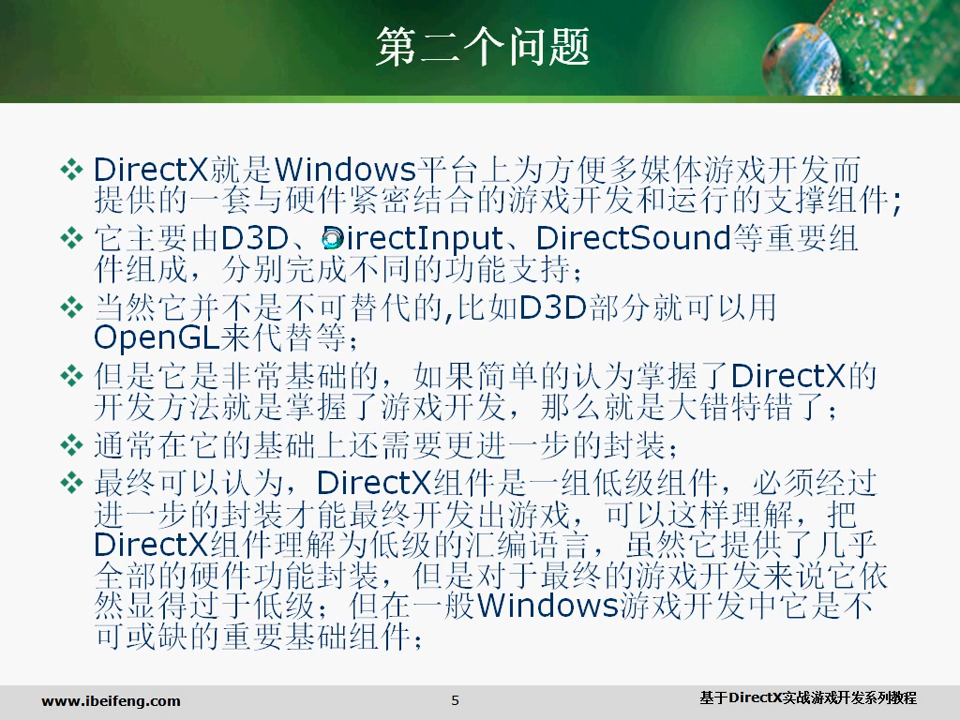 第二个问题
DirectX就是Windows平台上为方便多媒体游戏开发而
提供的一套与硬件紧密结合的游戏开发和运行的支撑组件;
它主要由D3D、DirectInput、DirectSound等重要组
件组成，分别完成不同的功能支持；
当然它并不是不可替代的,比如D3D部分就可以用
OpenGL来代替等；
但是它是非常基础的，如果简单的认为掌握了DirectX的
开发方法就是掌握了游戏开发，那么就是大错特错了；
通常在它的基础上还需要更进一步的封装；
最终可以认为，DirectX组件是一组低级组件，必须经过
进一步的封装才能最终开发出游戏，可以这样理解，把
DirectX组件理解为低级的汇编语言，虽然它提供了几乎
全部的硬件功能封装，但是对于最终的游戏开发来说它依
然显得过于低级；但在一般Windows游戏开发中它是不
可或缺的重要基础组件；
www.ibeifeng.com
5
基于DirectX实战游戏开发系列教程